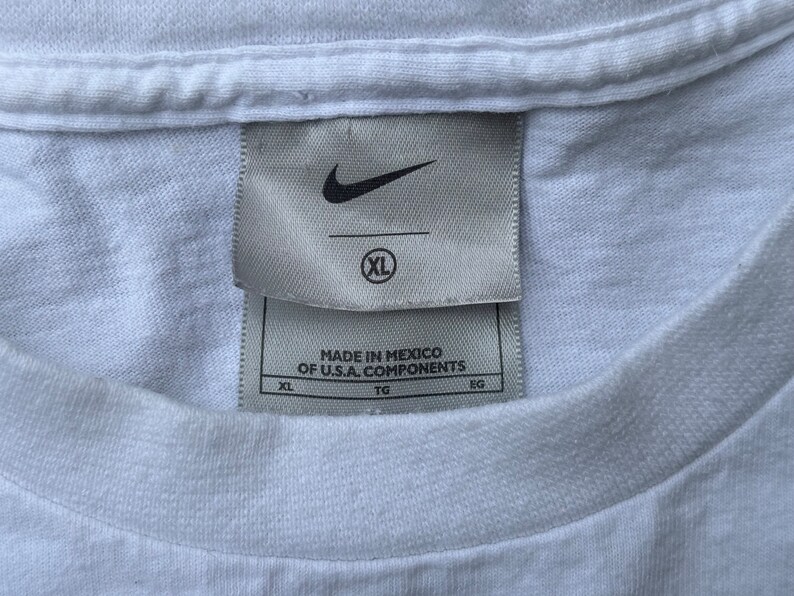 XL
MADE IN MEXICO
OF U.S.A. COMPONENTS
XL TG EG